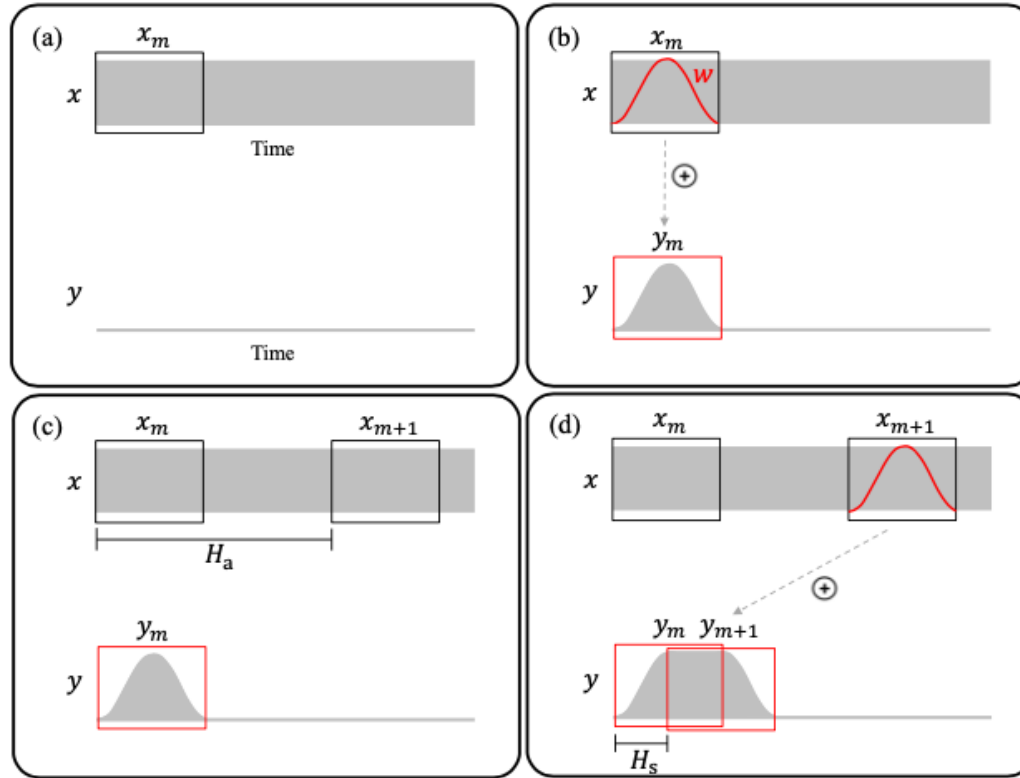 (a)
x_m
x
Time
y
Time
(b)
x_m
w
x
y_m
y
(c)
x_m x_{m+1}
x
H_a
y_m
y
(d)
x_m x_{m+1}
x
y_m y_{m+1}
y
H_s